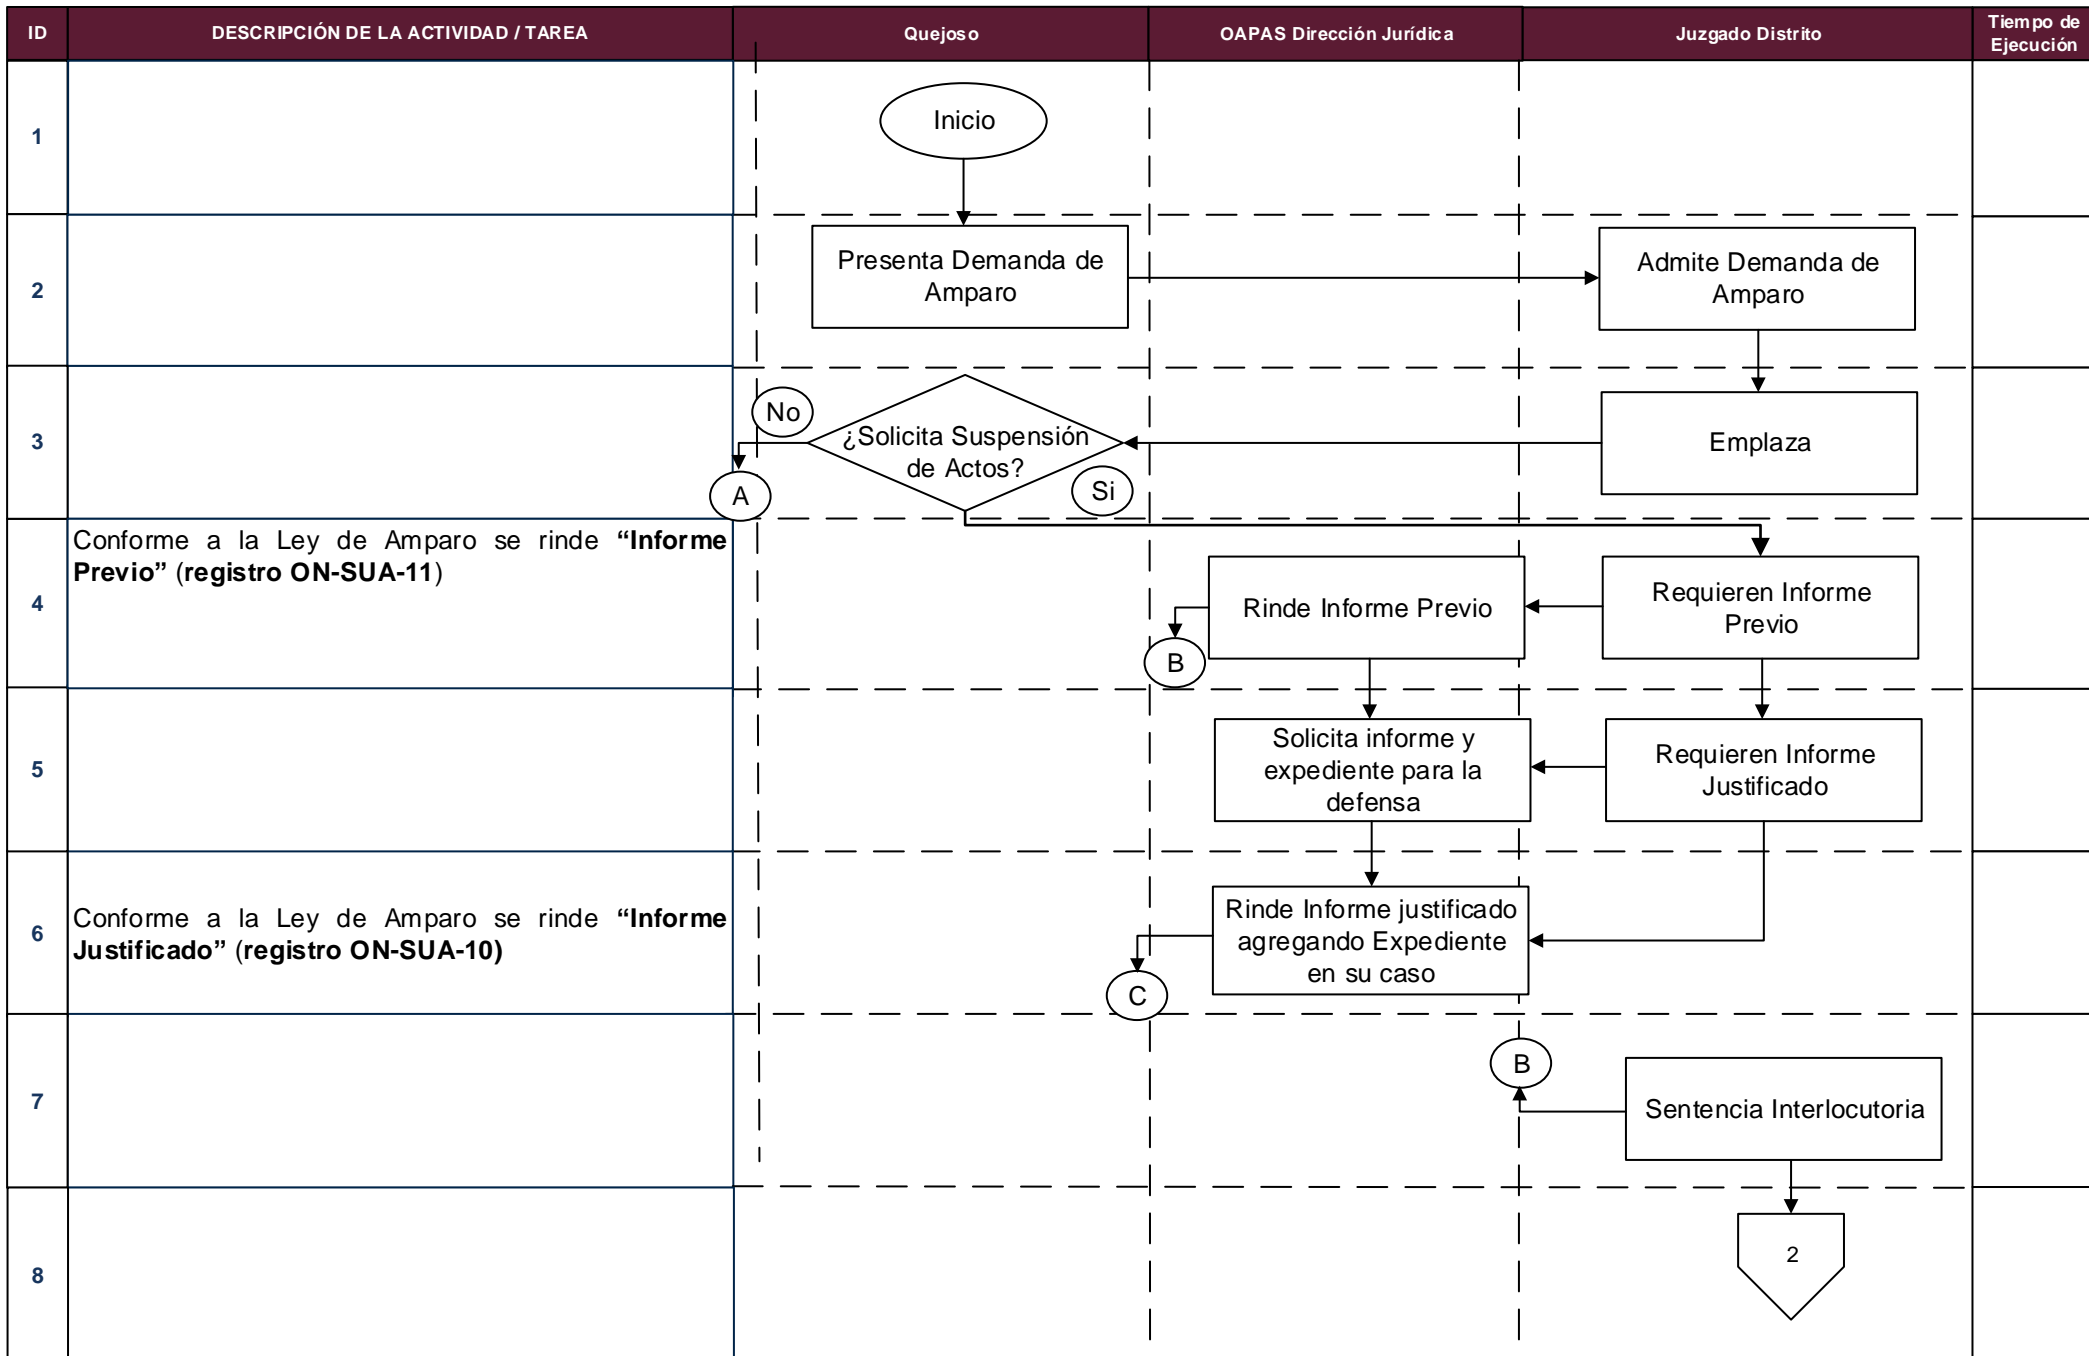 ID
DESCRIPCIÓN DE LA ACTIVIDAD / TAREA
Quejoso
OAPAS Dirección Jurídica
Juzgado Distrito
Tiempo de
Ejecución
1
Inicio
2
Presenta Demanda de
Amparo
Admite Demanda de
Amparo
3
No
¿Solicita Suspensión
de Actos?
A
Si
Emplaza
4
Conforme a la Ley de Amparo se rinde “Informe
Previo” (registro ON-SUA-11)
Rinde Informe Previo
B
Requieren Informe
Previo
5
Solicita informe y
expediente para la
defensa
Requieren Informe
Justificado
6
Conforme a la Ley de Amparo se rinde “Informe
Justificado” (registro ON-SUA-10)
Rinde Informe justificado
agregando Expediente
en su caso
C
7
B
Sentencia Interlocutoria
8
2